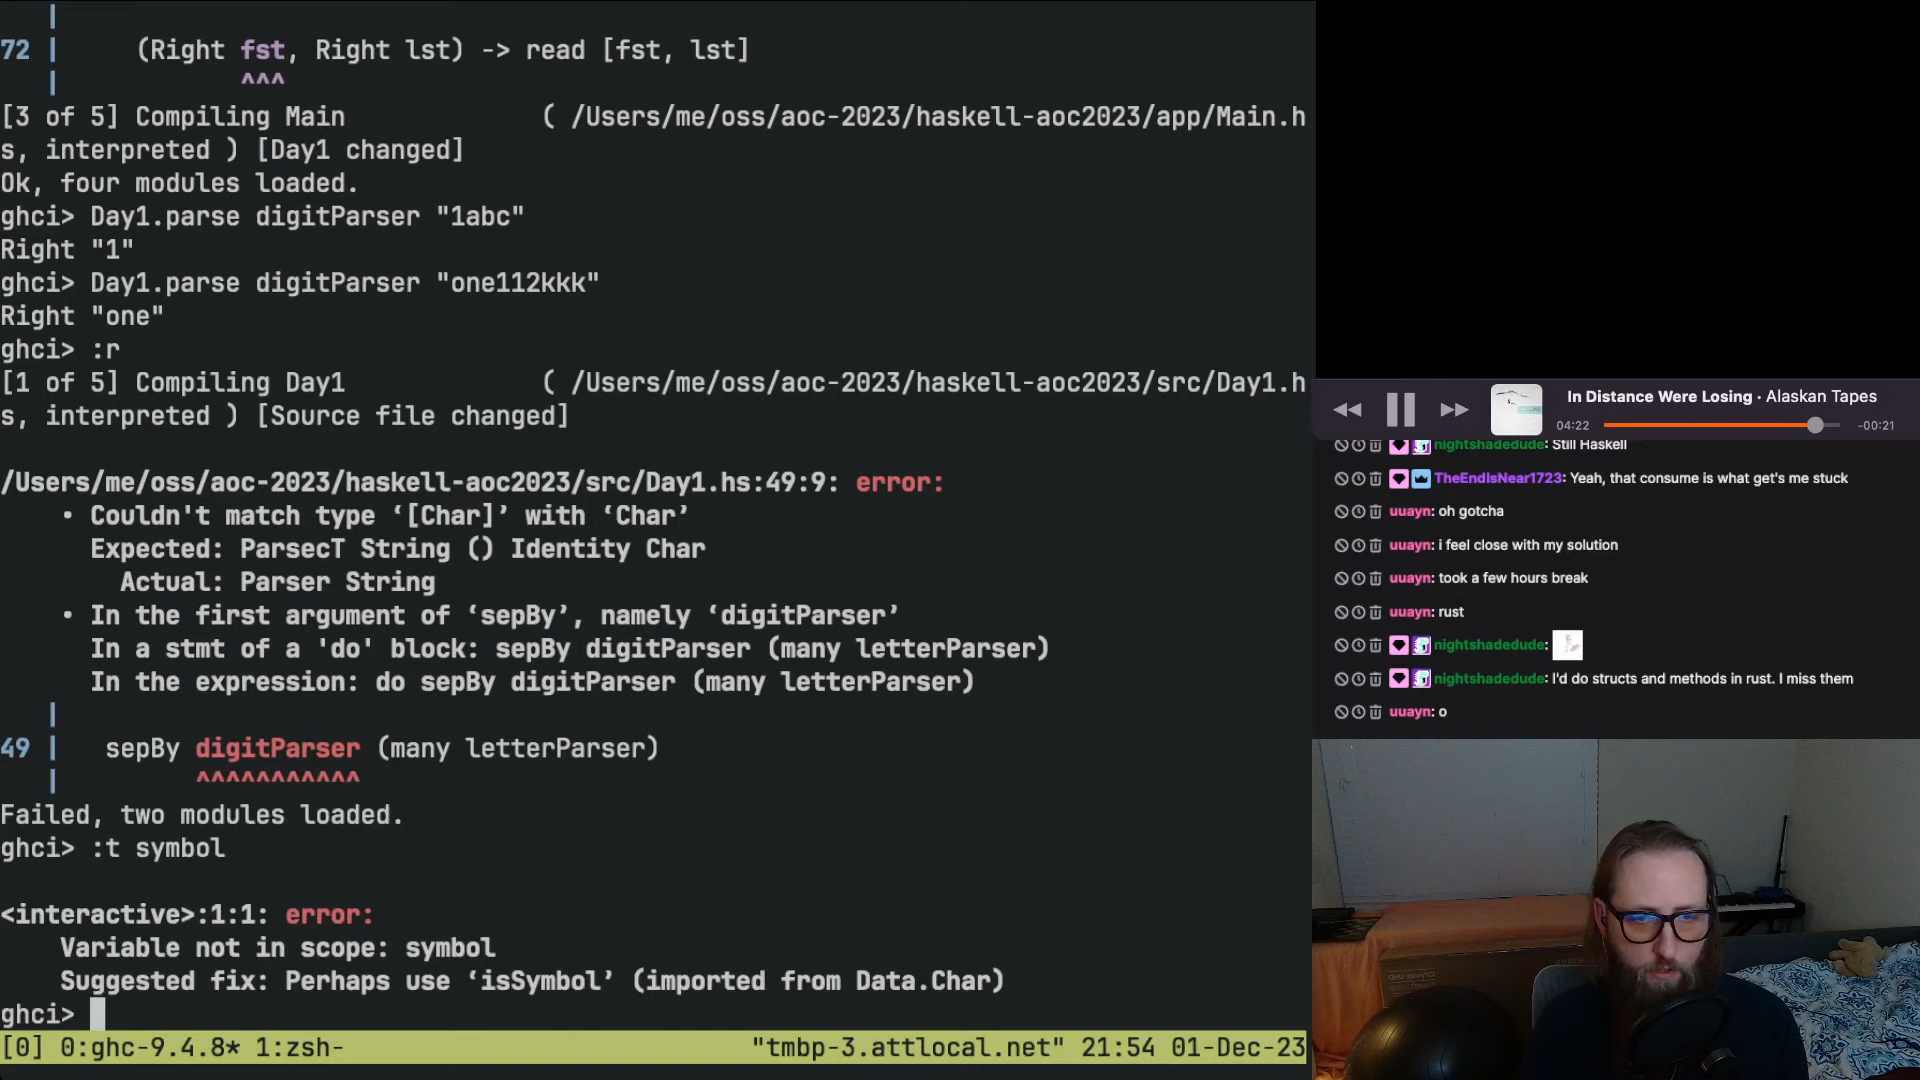 72 |     (Right fst, Right lst) -> read [fst, lst]
   |            ^^^
[3 of 5] Compiling Main             ( /Users/me/oss/aoc-2023/haskell-aoc2023/app/Main.h
s, interpreted ) [Day1 changed]
Ok, four modules loaded.
ghci> Day1.parse digitParser "1abc"
Right "1"
ghci> Day1.parse digitParser "one112kkk"
Right "one"
ghci> :r
[1 of 5] Compiling Day1             ( /Users/me/oss/aoc-2023/haskell-aoc2023/src/Day1.h
s, interpreted ) [Source file changed]
/Users/me/oss/aoc-2023/haskell-aoc2023/src/Day1.hs:49:9: error:
    • Couldn't match type ‘[Char]’ with ‘Char’
      Expected: ParsecT String () Identity Char
        Actual: Parser String
    • In the first argument of ‘sepBy’, namely ‘digitParser’
      In a stmt of a 'do' block: sepBy digitParser (many letterParser)
      In the expression: do sepBy digitParser (many letterParser)
   |
49 |   sepBy digitParser (many letterParser)
   |         ^^^^^^^^^^^
Failed, two modules loaded.
ghci> :t symbol
<interactive>:1:1: error:
    Variable not in scope: symbol
    Suggested fix: Perhaps use ‘isSymbol’ (imported from Data.Char)
ghci>
[0] 0:ghc-9.4.8* 1:zsh- "tmbp-3.attlocal.net" 21:54 01-Dec-23
In Distance Were Losing · Alaskan Tapes
04:22 -00:21
nightshadedude: Still Haskell
TheEndIsNear1723: Yeah, that consume is what get's me stuck
uuayn: oh gotcha
uuayn: i feel close with my solution
uuayn: took a few hours break
uuayn: rust
nightshadedude:
nightshadedude: I'd do structs and methods in rust. I miss them
uuayn: o